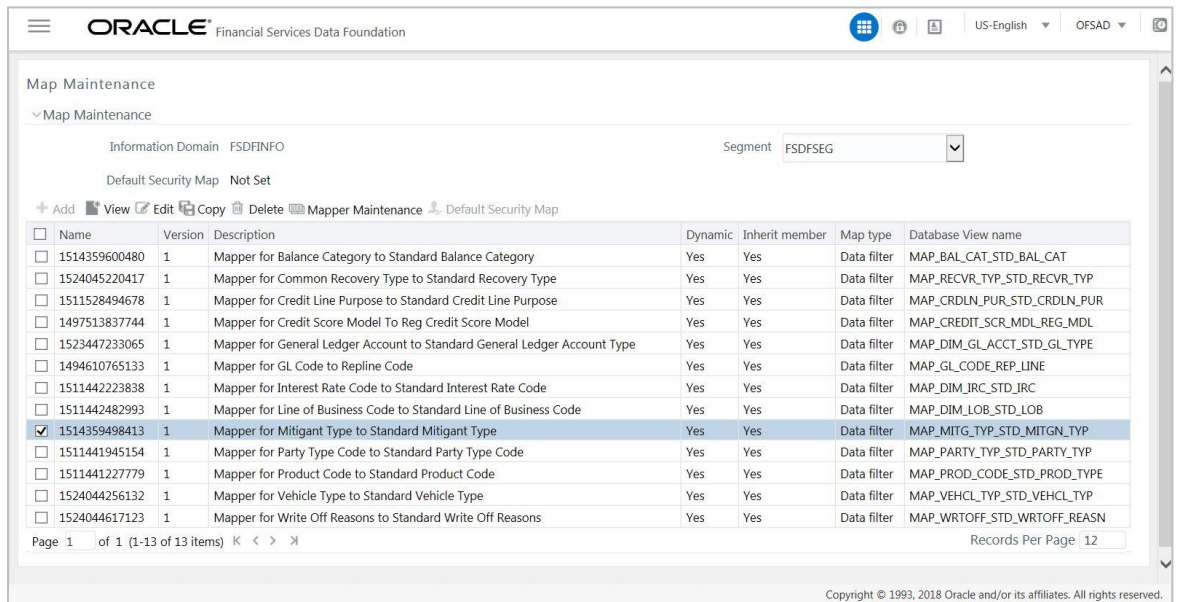 ORACLE® Financial Services Data Foundation US-English OFSAD
Map Maintenance
Map Maintenance
Information Domain FSDFINFO Segment FSDFSEG
Default Security Map Not Set
Add View Edit Copy Delete Mapper Maintenance Default Security Map
Name Version Description Dynamic Inherit member Map type Database View name
1514359600480 1 Mapper for Balance Category to Standard Balance Category Yes Yes Data filter MAP_BAL_CAT_STD_BAL_CAT
1524045220417 1 Mapper for Common Recovery Type to Standard Recovery Type Yes Yes Data filter MAP_RECVR_TYP_STD_RECVR_TYP
1511528494678 1 Mapper for Credit Line Purpose to Standard Credit Line Purpose Yes Yes Data filter MAP_CRDLN_PUR_STD_CRDLN_PUR
1497513837744 1 Mapper for Credit Score Model To Reg Credit Score Model Yes Yes Data filter MAP_CREDIT_SCR_MDL_REG_MDL
1523447233065 1 Mapper for General Ledger Account to Standard General Ledger Account Type Yes Yes Data filter MAP_DIM_GL_ACCT_STD_GL_TYPE
1494610765133 1 Mapper for GL Code to Repline Code Yes Yes Data filter MAP_GL_CODE_REP_LINE
1511442223838 1 Mapper for Interest Rate Code to Standard Interest Rate Code Yes Yes Data filter MAP_DIM_IRC_STD_IRC
1511442482993 1 Mapper for Line of Business Code to Standard Line of Business Code Yes Yes Data filter MAP_DIM_LOB_STD_LOB
1514359498413 1 Mapper for Mitigant Type to Standard Mitigant Type Yes Yes Data filter MAP_MITG_TYP_STD_MITGN_TYP
1511441945154 1 Mapper for Party Type Code to Standard Party Type Code Yes Yes Data filter MAP_PARTY_TYP_STD_PARTY_TYP
1511441227779 1 Mapper for Product Code to Standard Product Code Yes Yes Data filter MAP_PROD_CODE_STD_PROD_TYPE
1524044256132 1 Mapper for Vehicle Type to Standard Vehicle Type Yes Yes Data filter MAP_VEHCL_TYP_STD_VEHCL_TYP
1524044617123 1 Mapper for Write Off Reasons to Standard Write Off Reasons Yes Yes Data filter MAP_WRTOFF_STD_WRTOFF_REASN
Page 1 of 1 (1-13 of 13 items) Records Per Page 12
Copyright © 1993, 2018 Oracle and/or its affiliates. All rights reserved.